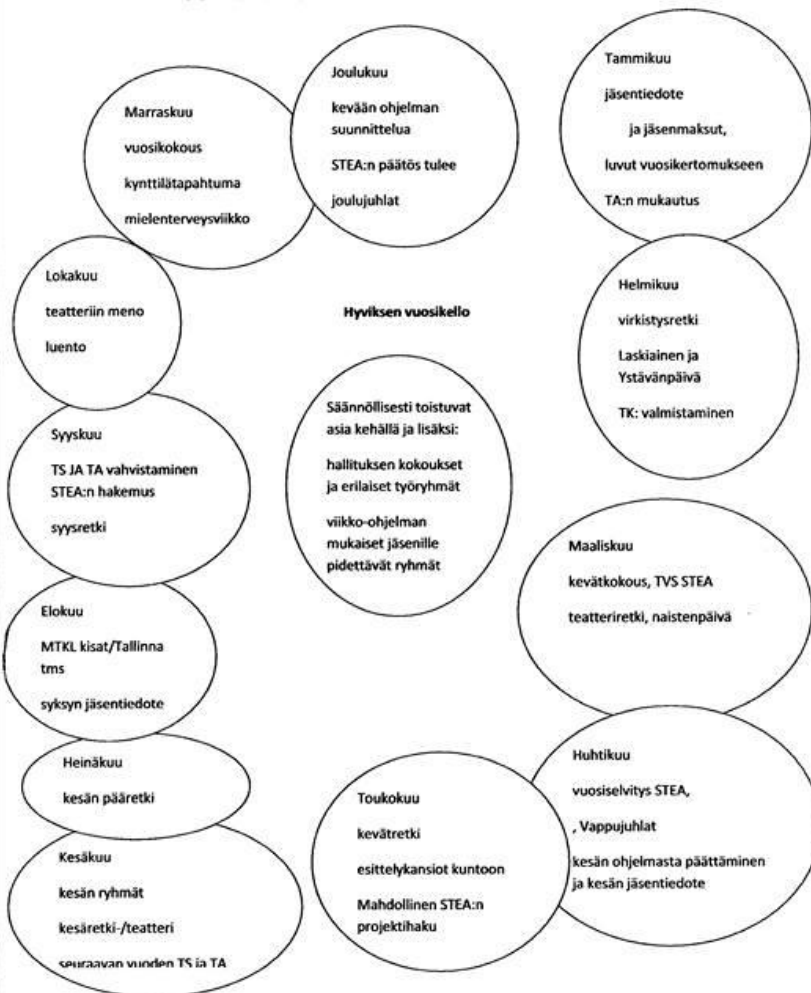 Hyviksen vuosikello
Tammikuu
jäsentiedote
ja jäsenmaksut,
luvut vuosikertomukseen
TA:n mukautus
Helmikuu
virkistysretki
Laskiainen ja
Ystävänpäivä
TK: valmistaminen
Maaliskuu
kevätkokous, TVS STEA
teatteriretki, naistenpäivä
Huhtikuu
vuosiselvitys STEA,
, Vappujuhlat
kesän ohjelmasta päättäminen
ja kesän jäsentiedote
Toukokuu
kevätretki
esittelykansiot kuntoon
Mahdollinen STEA:n
projektihaku
Kesäkuu
kesän ryhmät
kesäretki-/teatteri
seuraavan vuoden TS ja TA
Heinäkuu
kesän pääretki
Elokuu
MTKL kisat/Tallinna
tms
syksyn jäsentiedote
Syyskuu
TS JA TA vahvistaminen
STEA:n hakemus
syysretki
Lokakuu
teatteriin meno
luento
Marraskuu
vuosikokous
kynttilätapahtuma
mielenterveysviikko
Joulukuu
kevään ohjelman
suunnittelua
STEA:n päätös tulee
joulujuhlat
Säännöllisesti toistuvat
asia kehällä ja lisäksi:
hallituksen kokoukset
ja erilaiset työryhmät
viikko-ohjelman
mukaiset jäsenille
pidettävät ryhmät